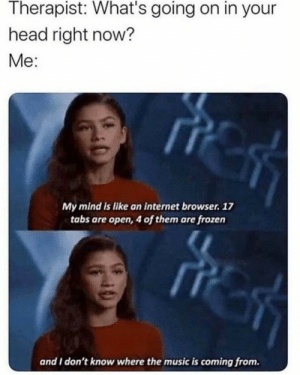 Therapist: What's going on in your
head right now?
Me:
My mind is like an internet browser. 17
tabs are open, 4 of them are frozen
and I don't know where the music is coming from.